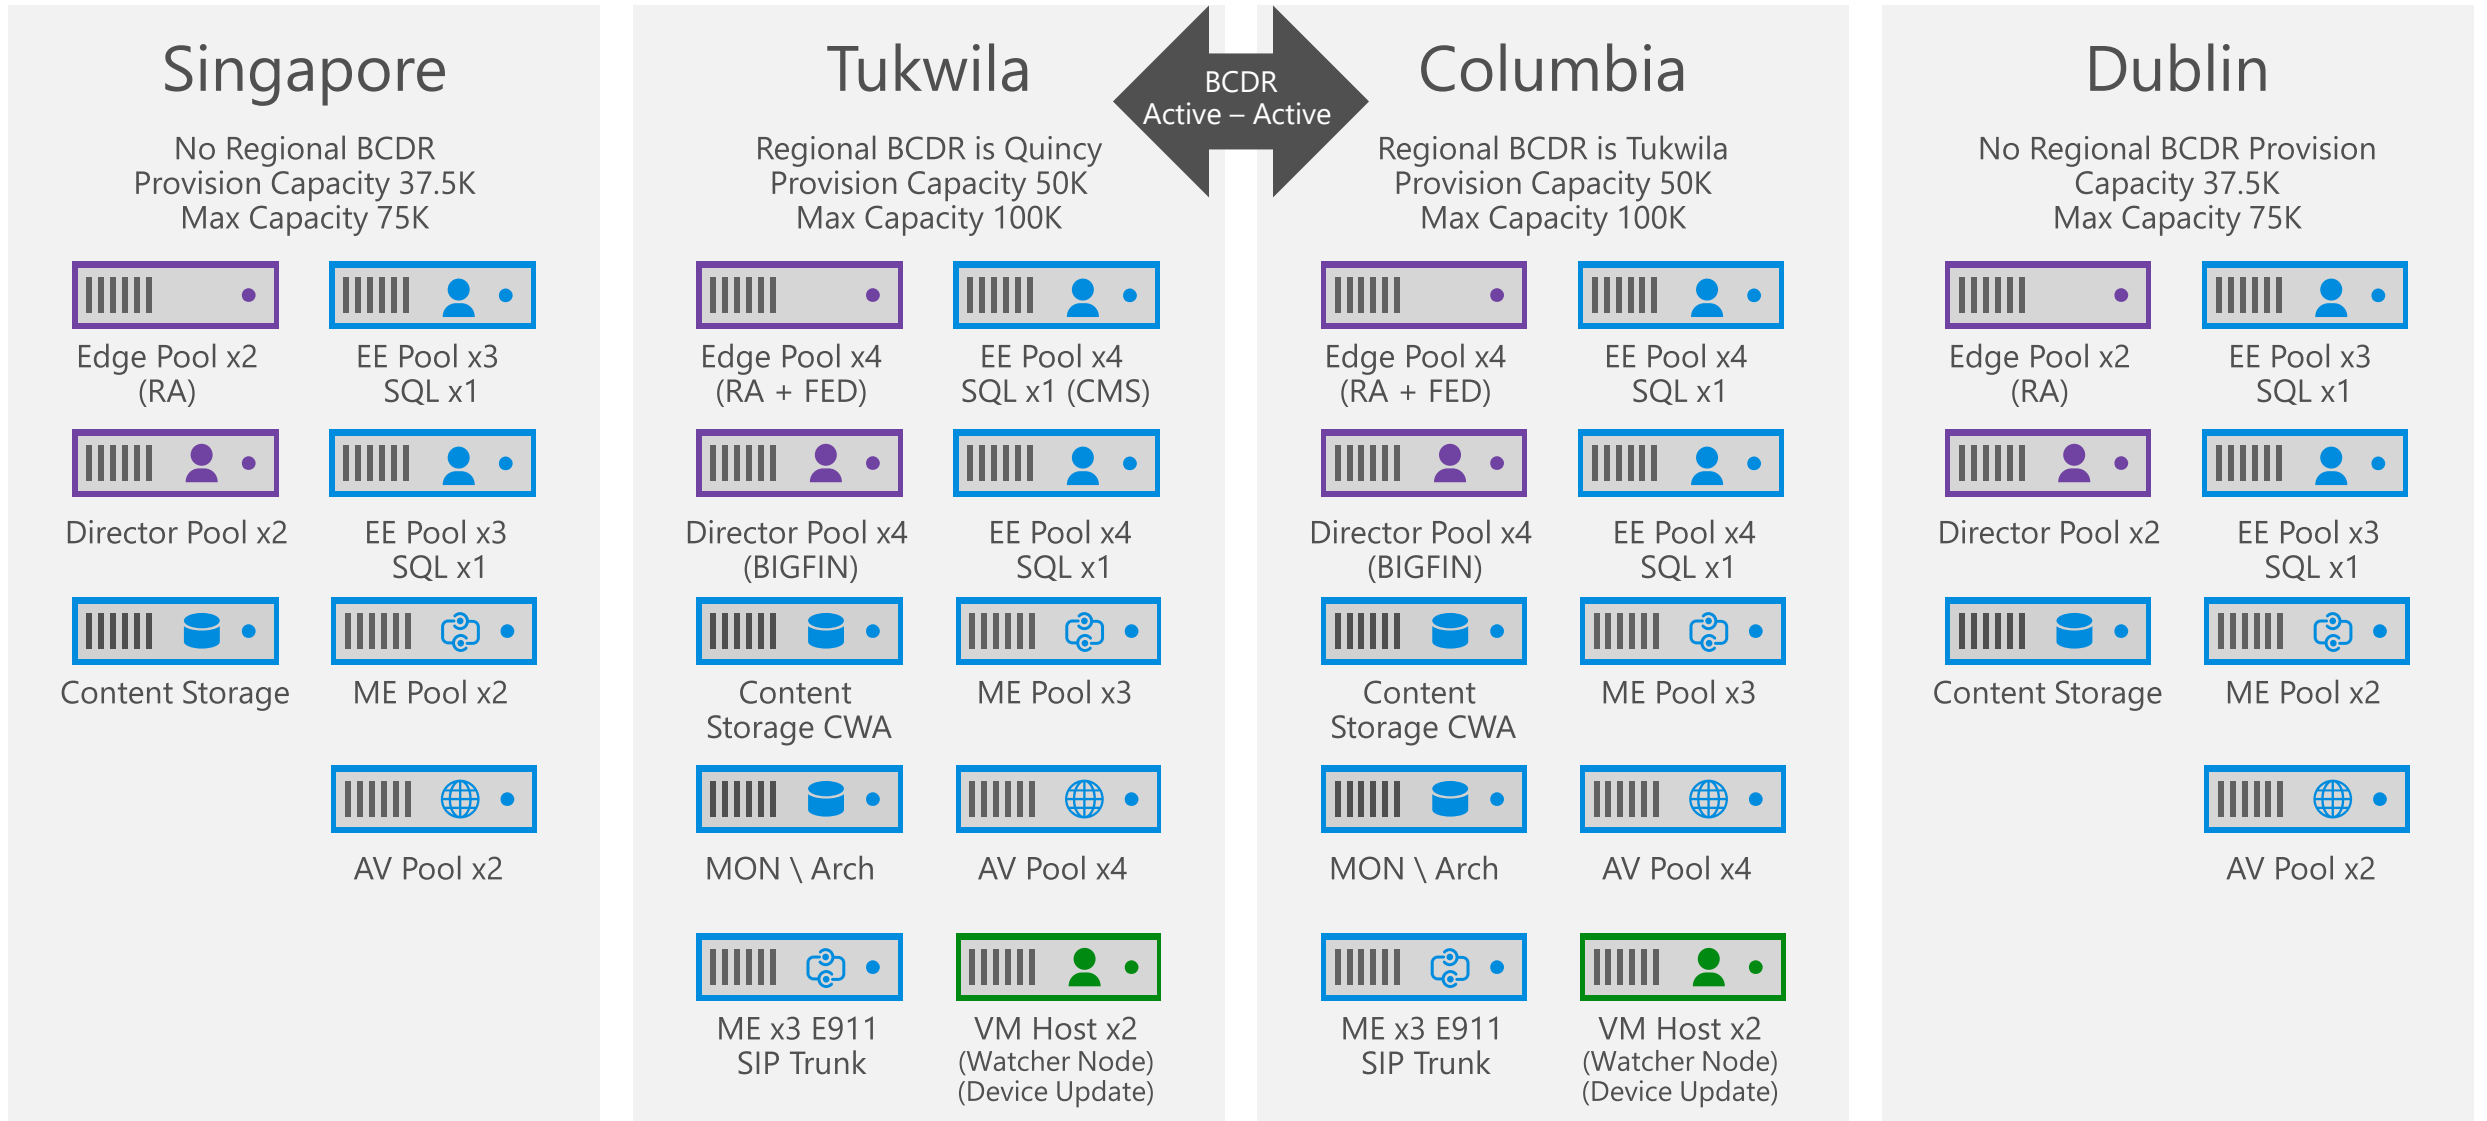 Singapore
No Regional BCDR
Provision Capacity 37.5K
Max Capacity 75K
Edge Pool x2
(RA)
EE Pool x3
SQL x1
Director Pool x2
EE Pool x3
SQL x1
Content Storage
ME Pool x2
AV Pool x2
Tukwila
Regional BCDR is Quincy
Provision Capacity 50K
Max Capacity 100K
Edge Pool x4
(RA + FED)
EE Pool x4
SQL x1 (CMS)
Director Pool x4
(BIGFIN)
EE Pool x4
SQL x1
Content
Storage CWA
ME Pool x3
MON \ Arch
AV Pool x4
ME x3 E911
SIP Trunk
VM Host x2
(Watcher Node)
(Device Update)
BCDR
Active – Active
Columbia
Regional BCDR is Tukwila
Provision Capacity 50K
Max Capacity 100K
Edge Pool x4
(RA + FED)
EE Pool x4
SQL x1
Director Pool x4
(BIGFIN)
EE Pool x4
SQL x1
Content
Storage CWA
ME Pool x3
MON \ Arch
AV Pool x4
ME x3 E911
SIP Trunk
VM Host x2
(Watcher Node)
(Device Update)
Dublin
No Regional BCDR Provision
Capacity 37.5K
Max Capacity 75K
Edge Pool x2
(RA)
EE Pool x3
SQL x1
Director Pool x2
EE Pool x3
SQL x1
Content Storage
ME Pool x2
AV Pool x2